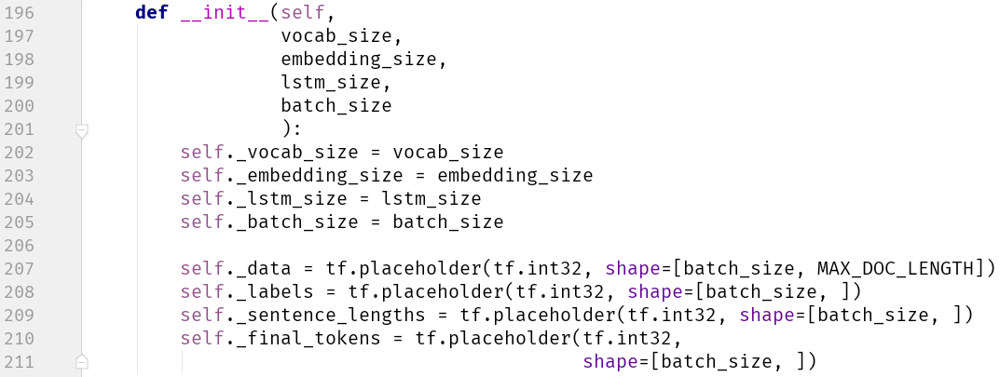 196         def __init__(self,
197                      vocab_size,
198                      embedding_size,
199                      lstm_size,
200                      batch_size
201                      ):
202             self._vocab_size = vocab_size
203             self._embedding_size = embedding_size
204             self._lstm_size = lstm_size
205             self._batch_size = batch_size
206
207             self._data = tf.placeholder(tf.int32, shape=[batch_size, MAX_DOC_LENGTH])
208             self._labels = tf.placeholder(tf.int32, shape=[batch_size, ])
209             self._sentence_lengths = tf.placeholder(tf.int32, shape=[batch_size, ])
210             self._final_tokens = tf.placeholder(tf.int32,
211                                                 shape=[batch_size, ])